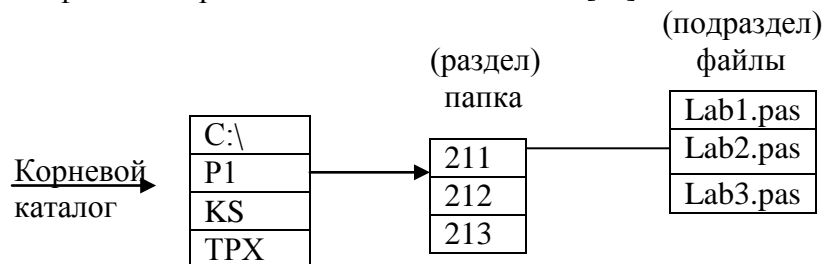 (подраздел)
файлы
(раздел)
папка
Корневой
каталог
C:\
P1
KS
TPX
211
212
213
Lab1.pas
Lab2.pas
Lab3.pas